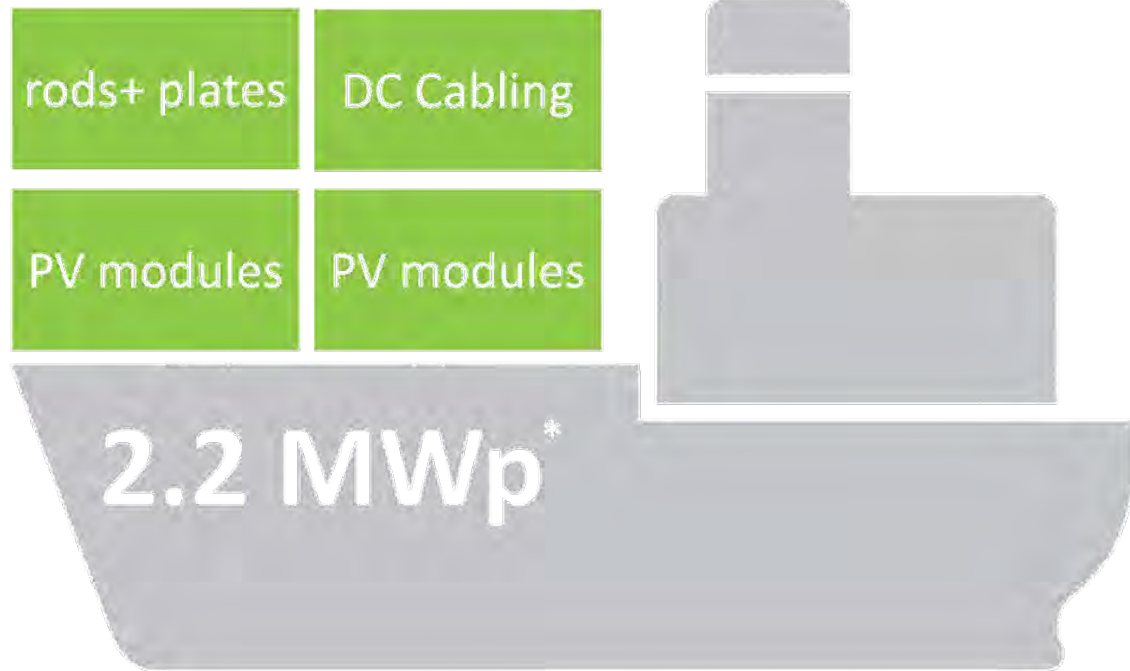 rods+ plates
DC Cabling
PV modules
PV modules
2.2 MWp*